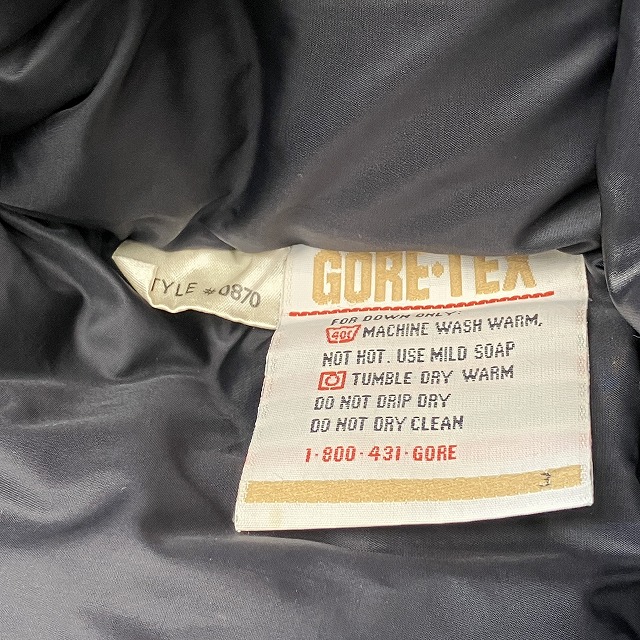 TYLE #0870
GORE-TEX
FOR DOWN ONLY:
40C MACHINE WASH WARM,
NOT HOT. USE MILD SOAP
TUMBLE DRY WARM
DO NOT DRIP DRY
DO NOT DRY CLEAN
1-800-431-GORE